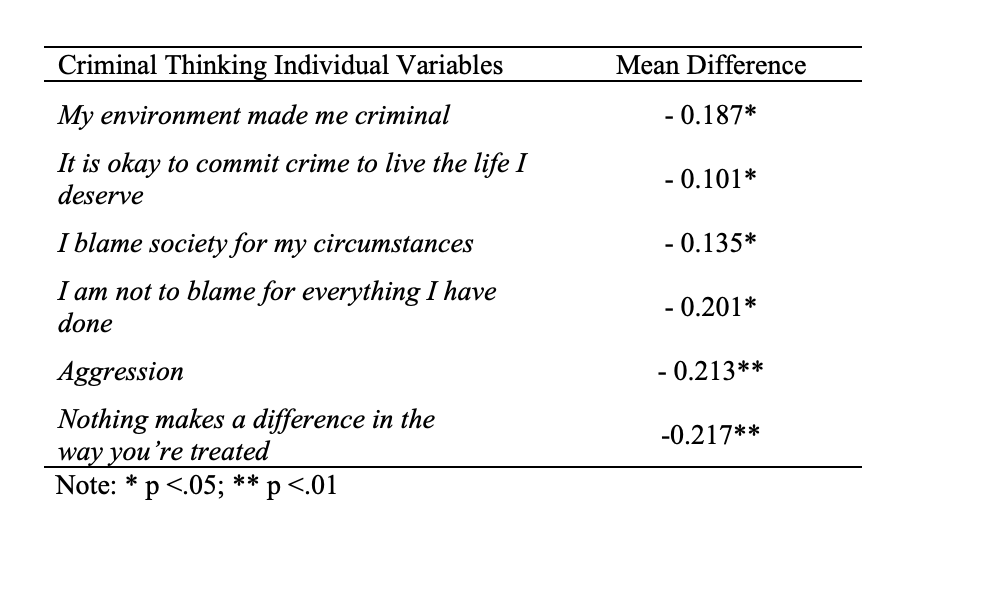 Criminal Thinking Individual Variables Mean Difference
My environment made me criminal - 0.187*
It is okay to commit crime to live the life I
deserve - 0.101*
I blame society for my circumstances - 0.135*
I am not to blame for everything I have
done - 0.201*
Aggression - 0.213**
Nothing makes a difference in the
way you’re treated -0.217**
Note: * p <.05; ** p <.01